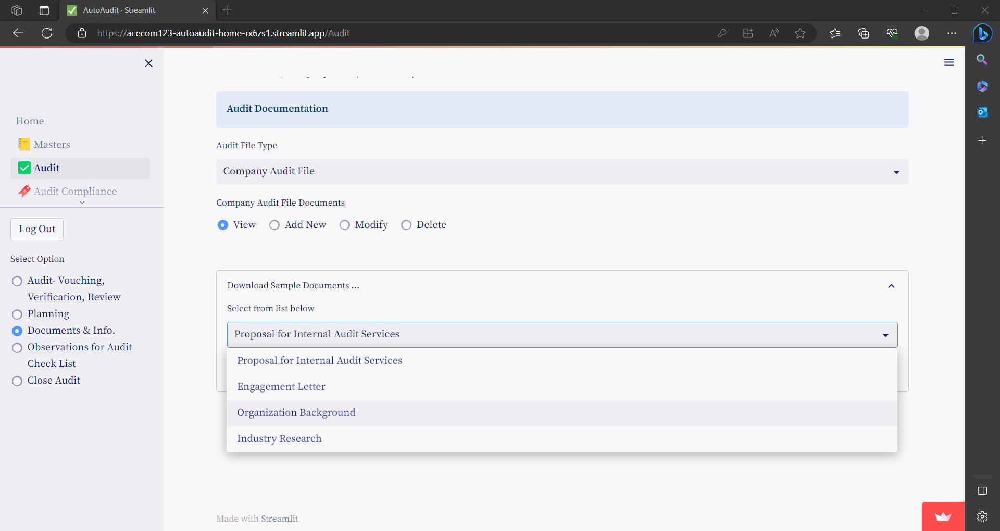 AutoAudit · Streamlit
https://acecom123-autoaudit-home-rx6zs1.streamlit.app/Audit
Home
Masters
Audit
Audit Compliance
Log Out
Select Option
Audit- Vouching,
Verification, Review
Planning
Documents & Info.
Observations for Audit
Check List
Close Audit
Audit Documentation
Audit File Type
Company Audit File
Company Audit File Documents
View Add New Modify Delete
Download Sample Documents ...
Select from list below
Proposal for Internal Audit Services
Proposal for Internal Audit Services
Engagement Letter
Organization Background
Industry Research
Made with Streamlit